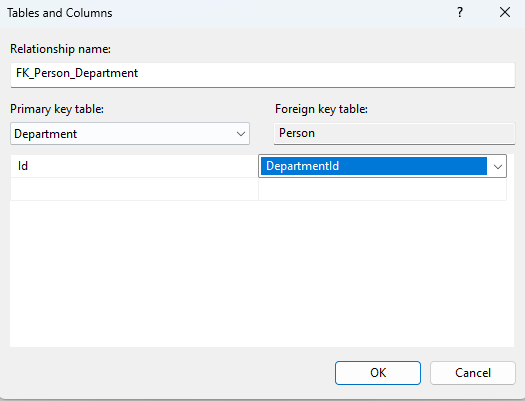 Tables and Columns ?
Relationship name:
FK_Person_Department
Primary key table: Foreign key table:
Department Person
Id DepartmentId
OK Cancel